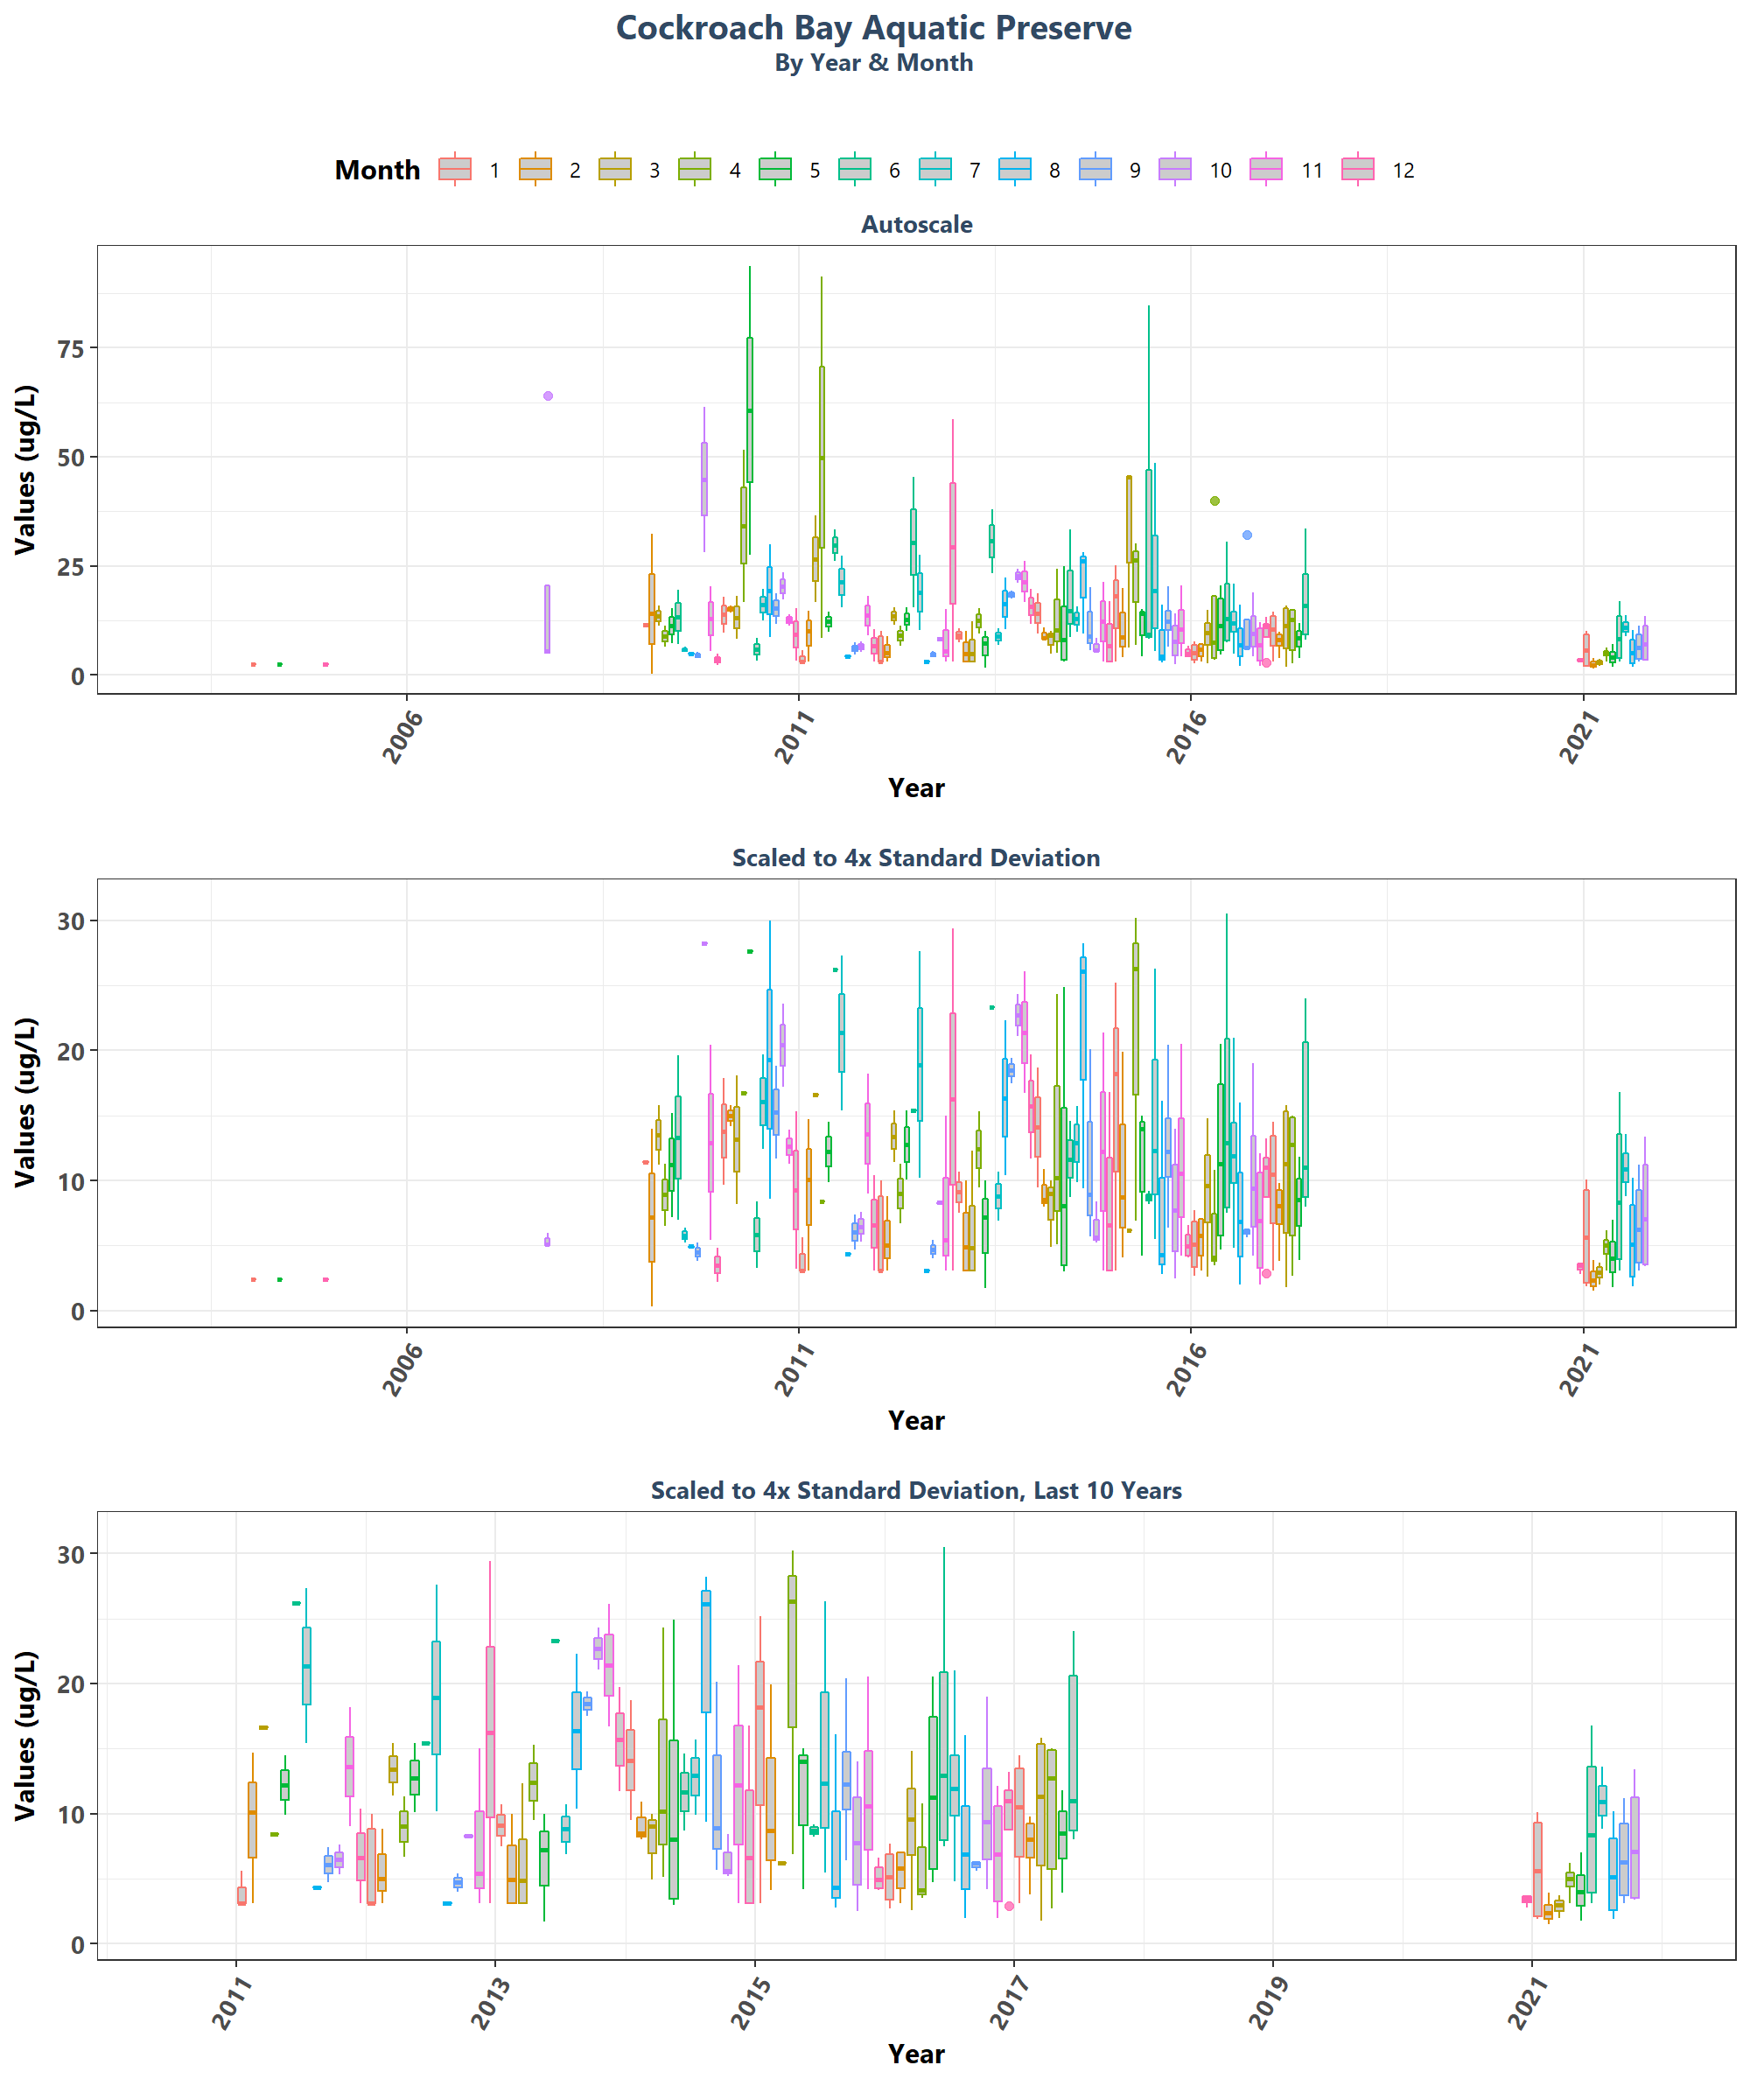 Cockroach Bay Aquatic Preserve
By Year & Month
Month 1 2 3 4 5 6 7 8 9 10 11 12
Autoscale
Values (ug/L)
75
50
25
0
2006 2011 2016 2021
Year
Scaled to 4x Standard Deviation
Values (ug/L)
30
20
10
0
2006 2011 2016 2021
Year
Scaled to 4x Standard Deviation, Last 10 Years
Values (ug/L)
30
20
10
0
2011 2013 2015 2017 2019 2021
Year